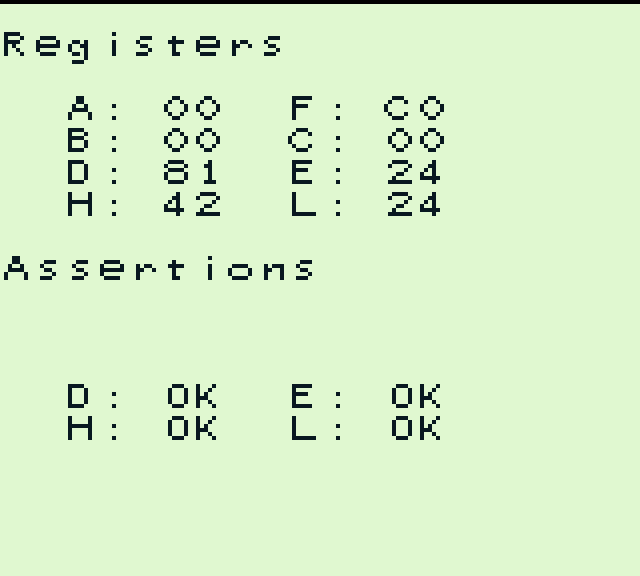 Registers
A: 00 F: C0
B: 00 C: 00
D: 81 E: 24
H: 42 L: 24
Assertions
D: OK E: OK
H: OK L: OK